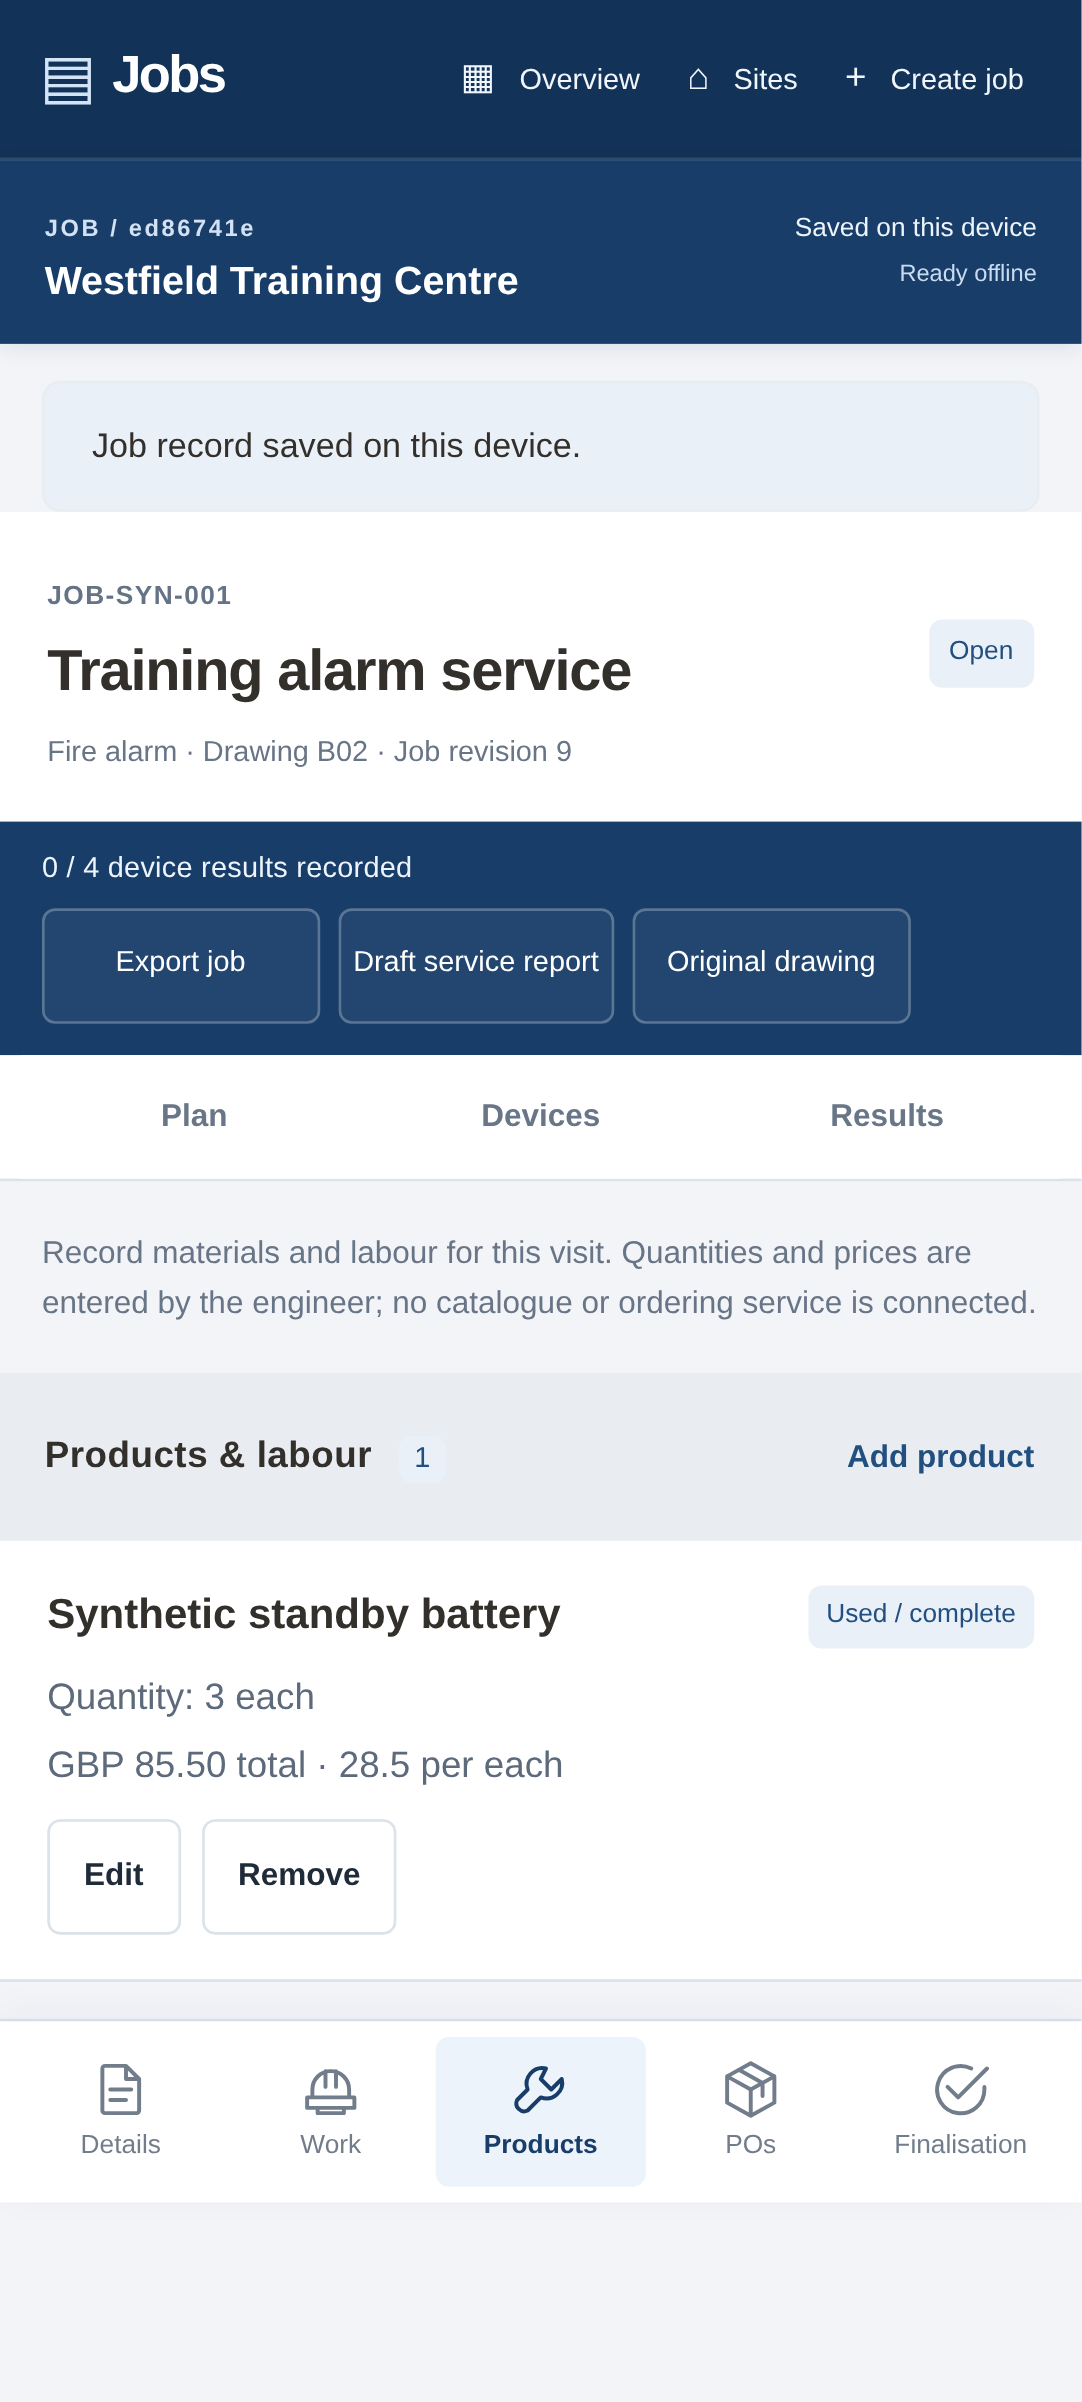 Jobs
Overview
Sites
+ Create job
JOB / ed86741e
Saved on this device
Westfield Training Centre
Ready offline
Job record saved on this device.
JOB-SYN-001
Training alarm service
Open
Fire alarm · Drawing B02 · Job revision 9
0 / 4 device results recorded
Export job
Draft service report
Original drawing
Plan
Devices
Results
Record materials and labour for this visit. Quantities and prices are
entered by the engineer; no catalogue or ordering service is connected.
Products & labour 1
Add product
Synthetic standby battery
Used / complete
Quantity: 3 each
GBP 85.50 total · 28.5 per each
Edit
Remove
Details
Work
Products
POs
Finalisation